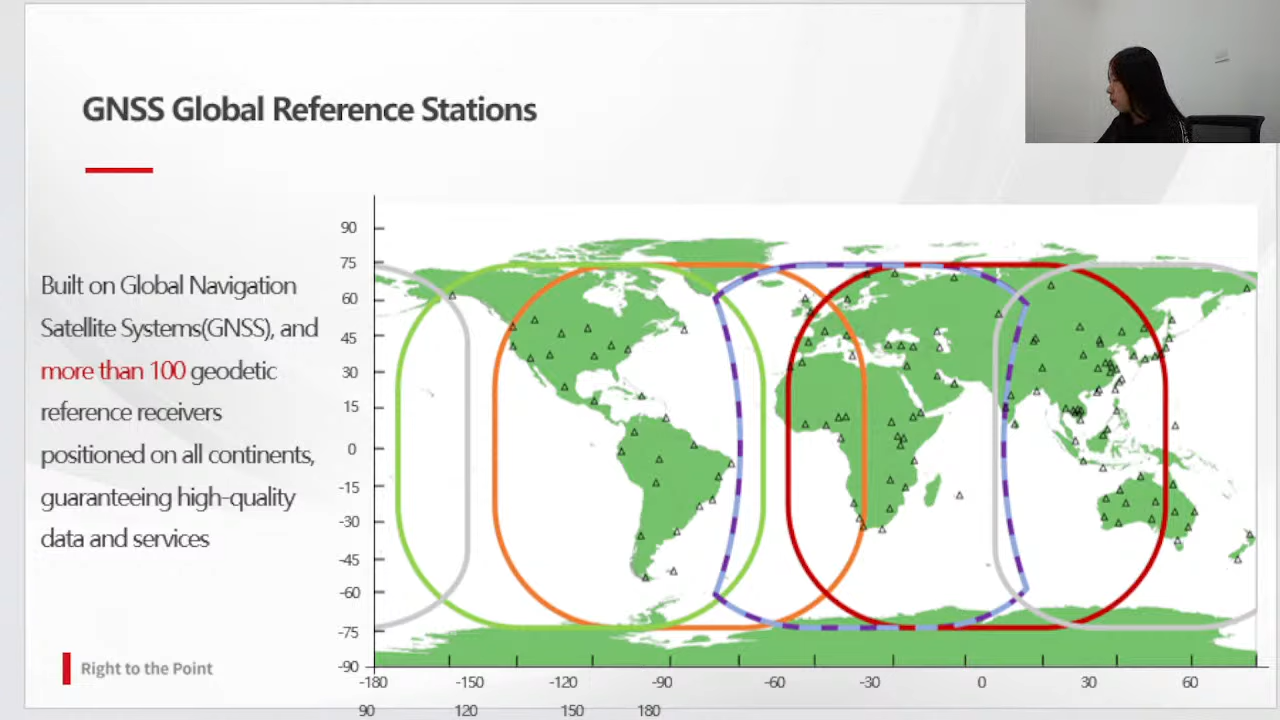 GNSS Global Reference Stations
Built on Global Navigation
Satellite Systems(GNSS), and
more than 100 geodetic
reference receivers
positioned on all continents,
guaranteeing high-quality
data and services
Right to the Point
90
75
60
45
30
15
0
-15
-30
-45
-60
-75
-90
-180 -150 -120 -90 -60 -30 0 30 60
90 120 150 180